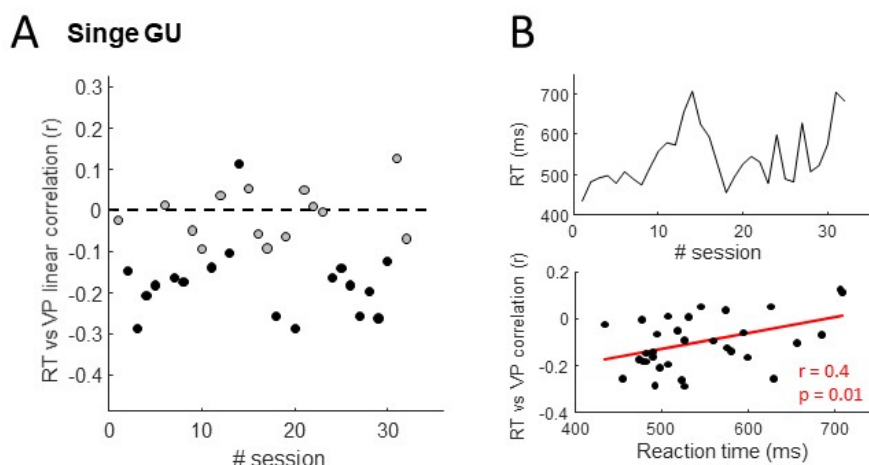 A Singe GU
RT vs VP linear correlation (r)
0.3
0.2
0.1
0
-0.1
-0.2
-0.3
-0.4
0 10 20 30
# session
B
RT (ms)
700
600
500
400
0 10 20 30
# session
RT vs VP correlation (r)
0.2
0
-0.2
-0.4
r = 0.4
p = 0.01
400 500 600 700
Reaction time (ms)